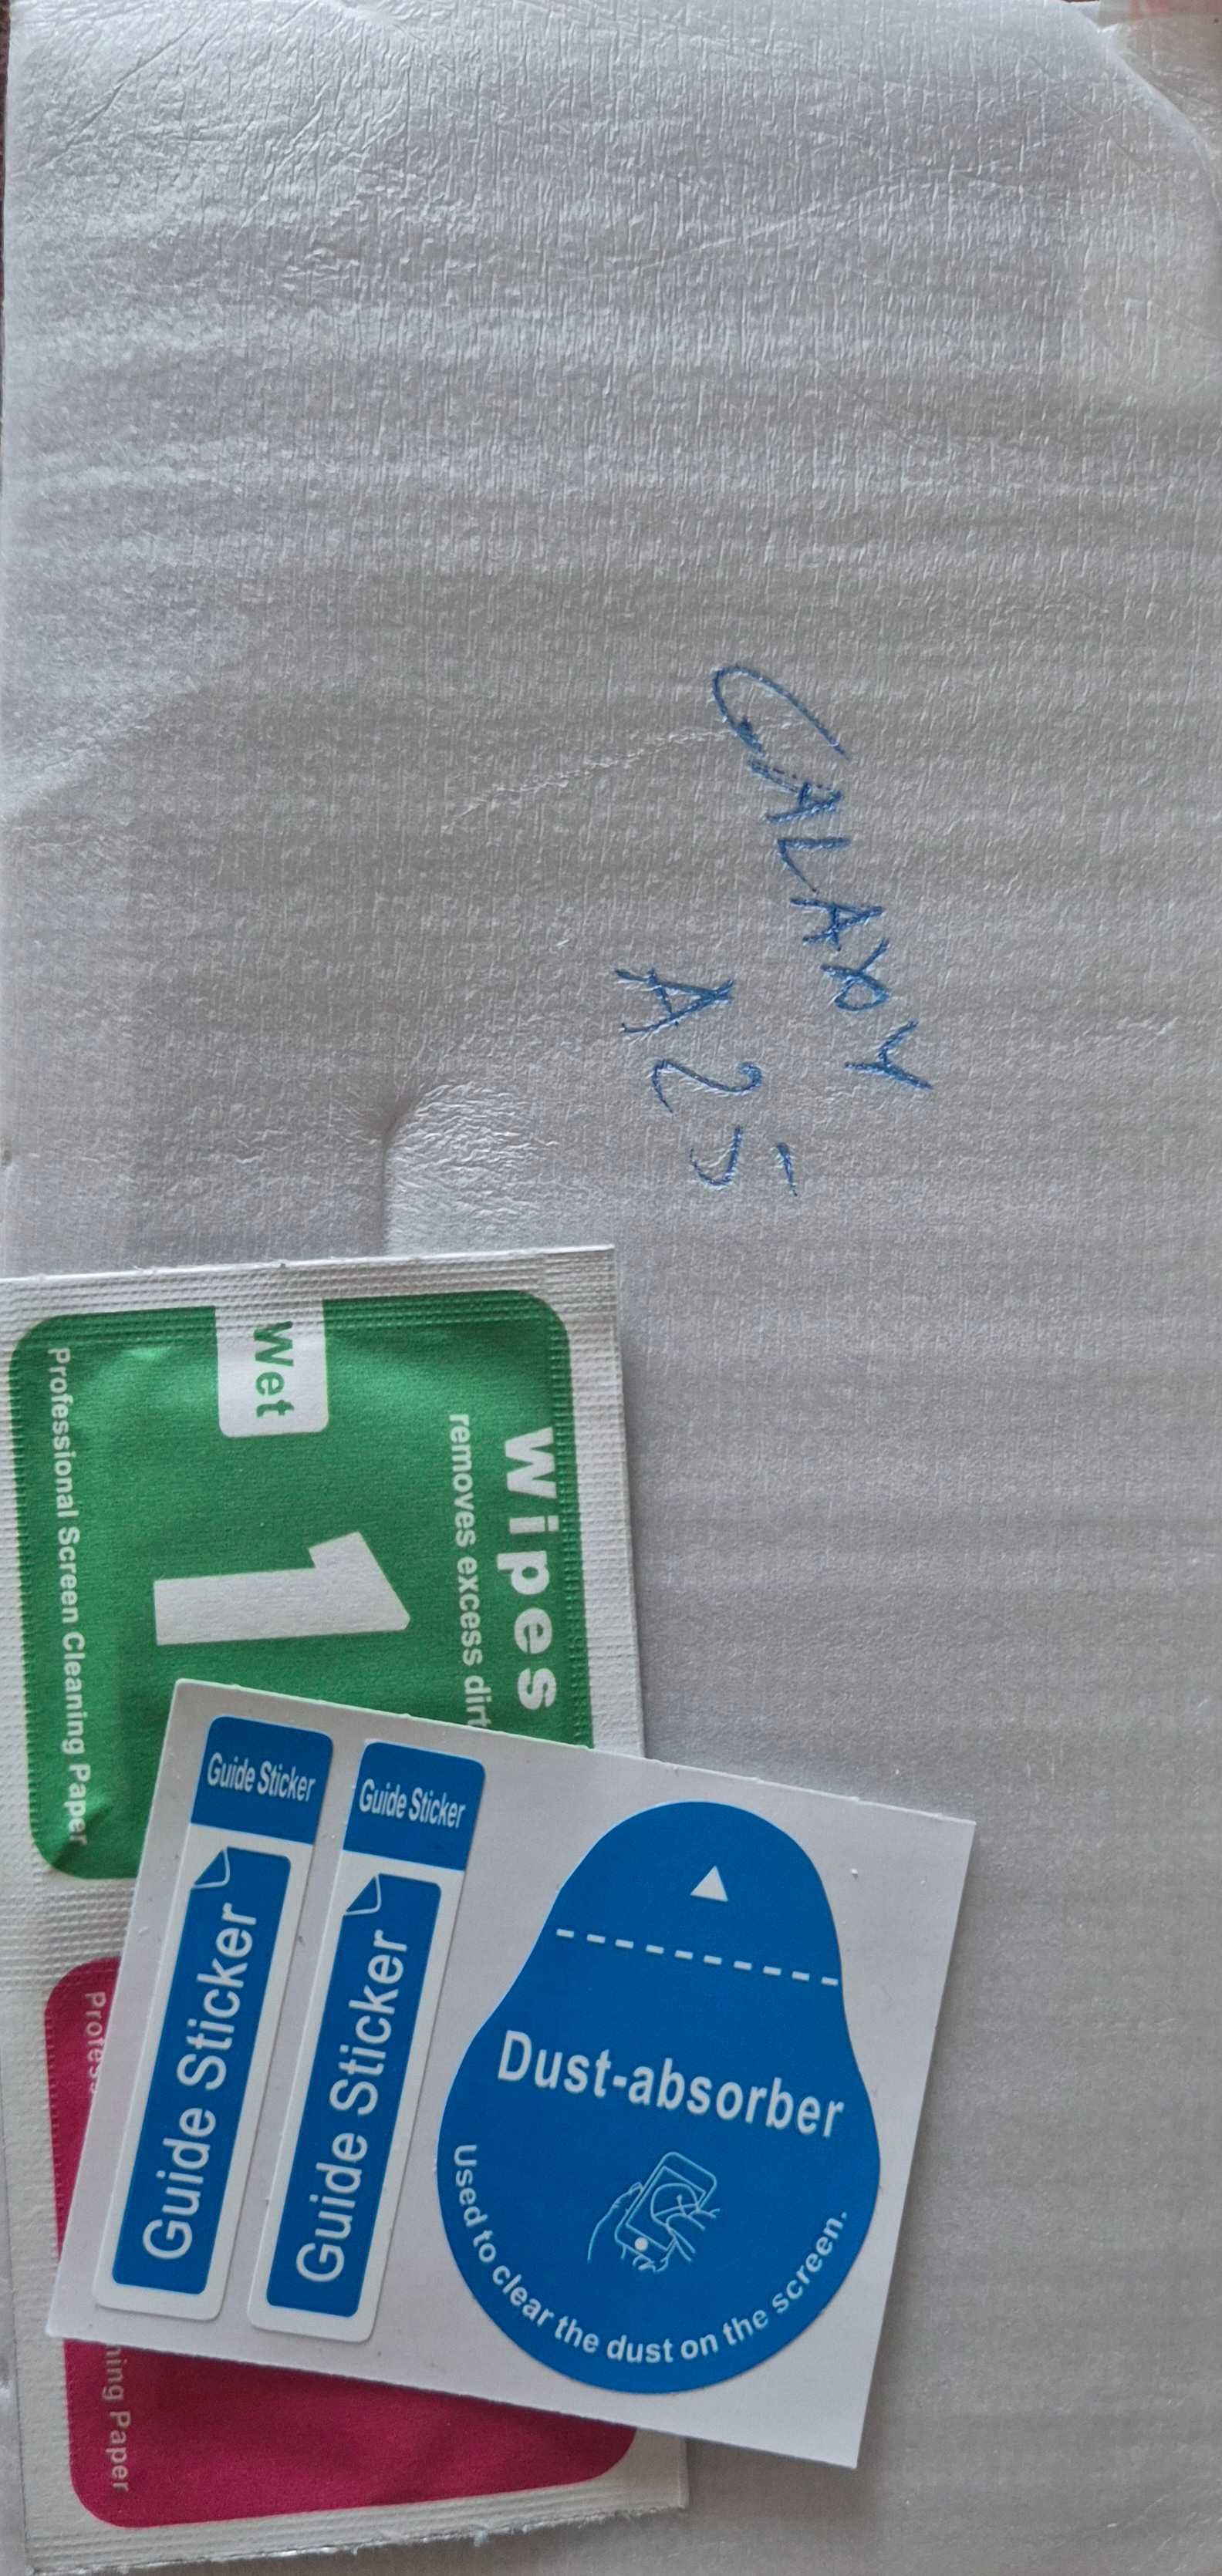 GALAXY
A25
Wipes
removes excess dirt
1
Wet
Professional Screen Cleaning Paper
Guide Sticker
Guide Sticker
Guide Sticker
Guide Sticker
Dust-absorber
Used to clear the dust on the screen.
Paper